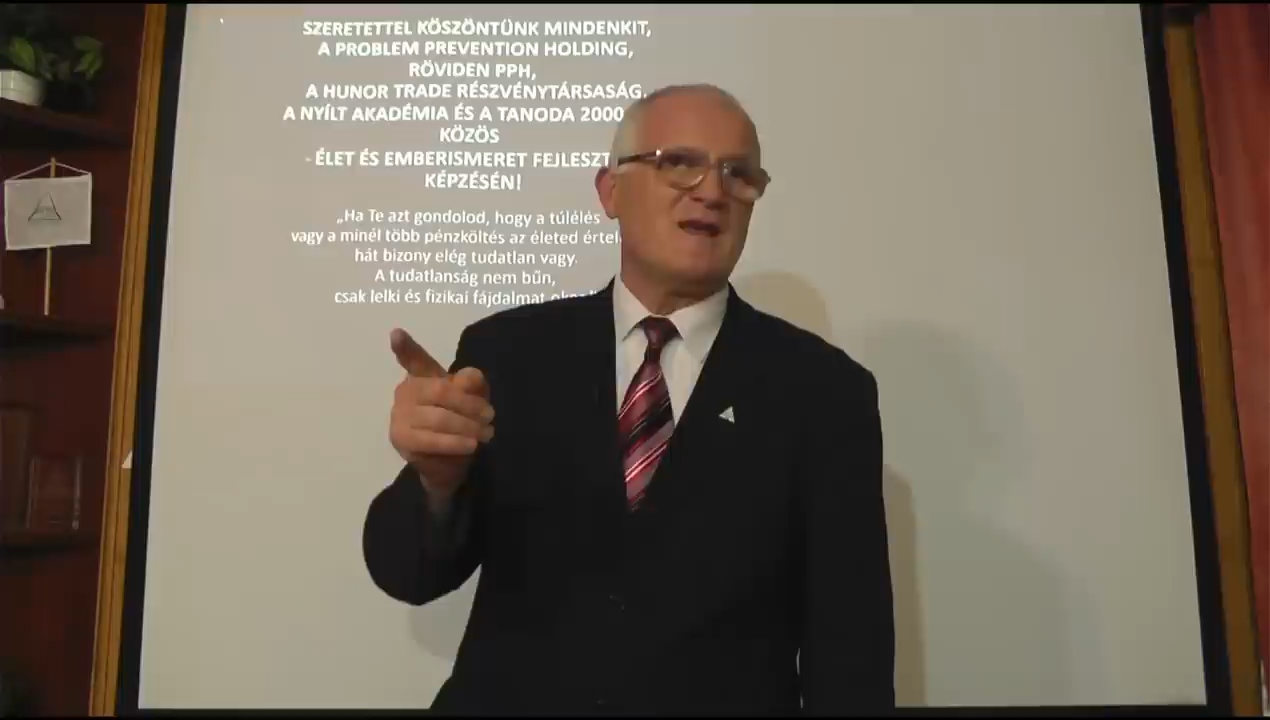 SZERETETTEL KÖSZÖNTÜNK MINDENKIT,
A PROBLEM PREVENTION HOLDING,
RÖVIDEN PPH,
A HUNOR TRADE RÉSZVÉNYTÁRSASÁG.
A NYÍLT AKADÉMIA ÉS A TANODA 2000
KÖZÖS
- ÉLET ÉS EMBERISMERET FEJLESZT
KÉPZÉSÉN!
„Ha Te azt gondolod, hogy a túlélés
vagy a minél több pénzköltés az életed értel
hát bizony elég tudatlan vagy.
A tudatlanság nem bűn,
csak lelki és fizikai fájdalmat